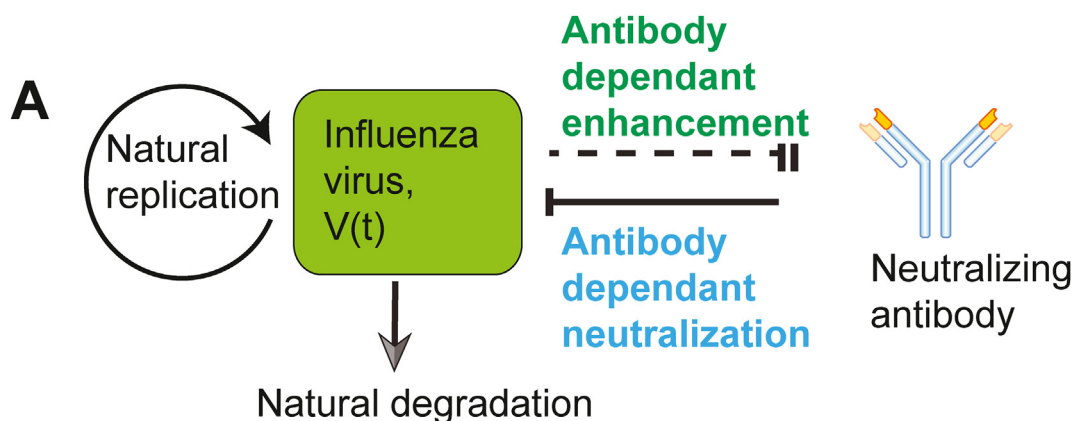 A
Natural
replication
Influenza
virus,
V(t)
Antibody
dependant
enhancement
Antibody
dependant
neutralization
Neutralizing
antibody
Natural degradation